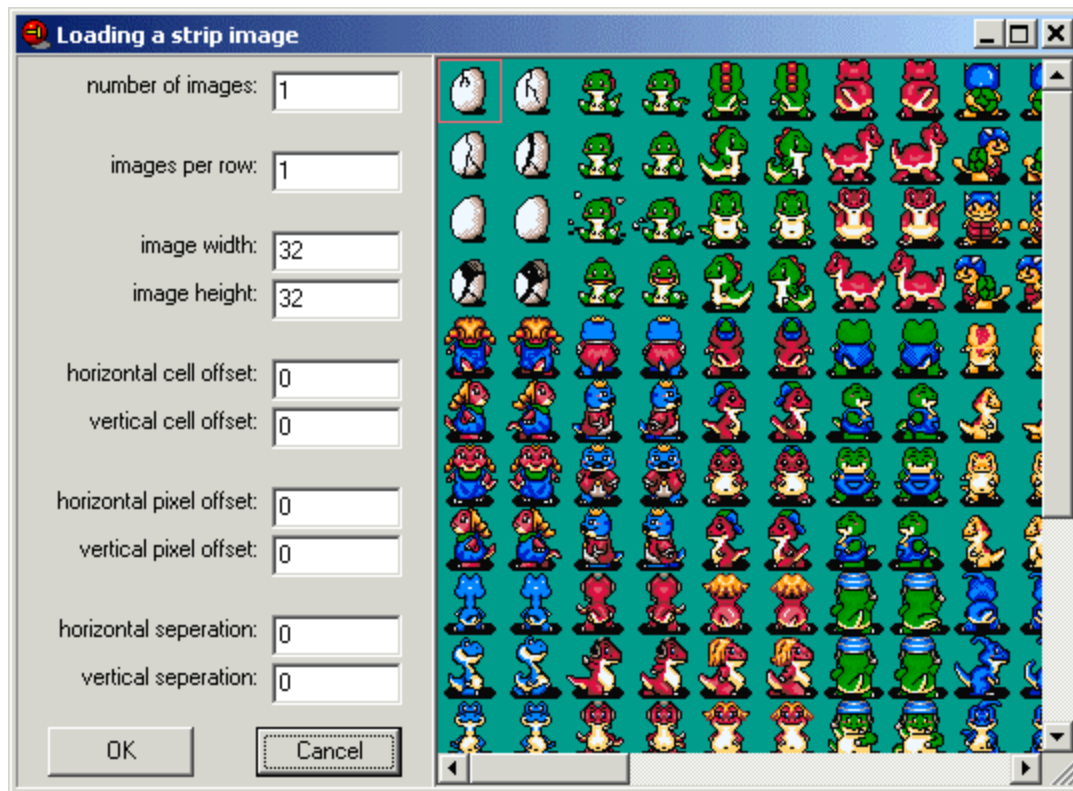 Loading a strip image
number of images: 1
images per row: 1
image width: 32
image height: 32
horizontal cell offset: 0
vertical cell offset: 0
horizontal pixel offset: 0
vertical pixel offset: 0
horizontal seperation: 0
vertical seperation: 0
OK Cancel